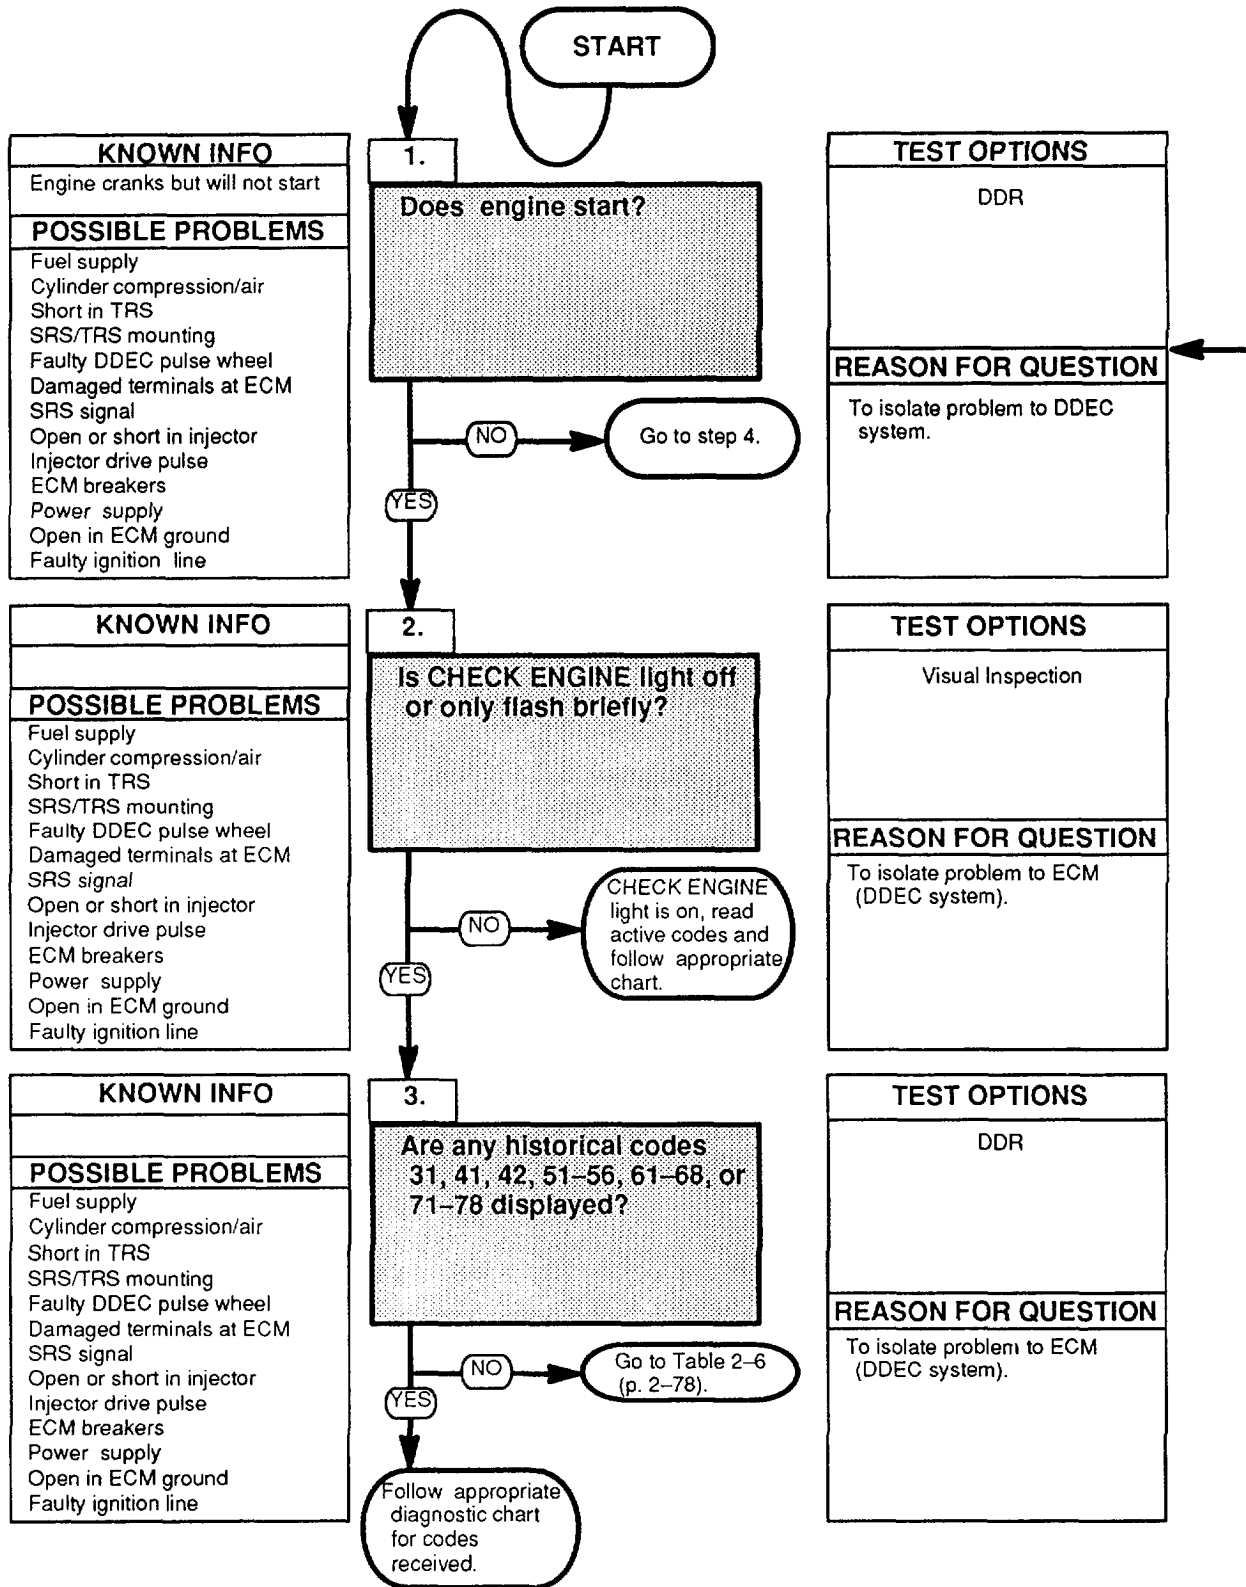 START
KNOWN INFO
Engine cranks but will not start
POSSIBLE PROBLEMS
Fuel supply
Cylinder compression/air
Short in TRS
SRS/TRS mounting
Faulty DDEC pulse wheel
Damaged terminals at ECM
SRS signal
Open or short in injector
Injector drive pulse
ECM breakers
Power supply
Open in ECM ground
Faulty ignition line
1.
Does engine start?
NO
Go to step 4.
YES
TEST OPTIONS
DDR
REASON FOR QUESTION
To isolate problem to DDEC
system.
KNOWN INFO
POSSIBLE PROBLEMS
Fuel supply
Cylinder compression/air
Short in TRS
SRS/TRS mounting
Faulty DDEC pulse wheel
Damaged terminals at ECM
SRS signal
Open or short in injector
Injector drive pulse
ECM breakers
Power supply
Open in ECM ground
Faulty ignition line
2.
Is CHECK ENGINE light off
or only flash briefly?
NO
CHECK ENGINE
light is on, read
active codes and
follow appropriate
chart.
YES
TEST OPTIONS
Visual Inspection
REASON FOR QUESTION
To isolate problem to ECM
(DDEC system).
KNOWN INFO
POSSIBLE PROBLEMS
Fuel supply
Cylinder compression/air
Short in TRS
SRS/TRS mounting
Faulty DDEC pulse wheel
Damaged terminals at ECM
SRS signal
Open or short in injector
Injector drive pulse
ECM breakers
Power supply
Open in ECM ground
Faulty ignition line
3.
Are any historical codes
31, 41, 42, 51–56, 61–68, or
71–78 displayed?
NO
Go to Table 2–6
(p. 2–78).
YES
Follow appropriate
diagnostic chart
for codes
received.
TEST OPTIONS
DDR
REASON FOR QUESTION
To isolate problem to ECM
(DDEC system).